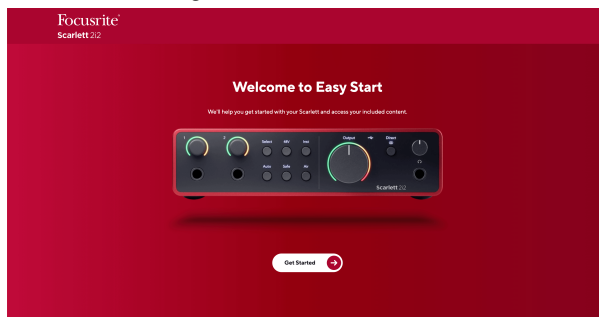 Focusrite®
Scarlett 2i2
Welcome to Easy Start
We'll help you get started with your Scarlett and access your included content.
1 2 Select 48V Inst Output Direct
Auto Safe Air
Scarlett 2i2
Get Started